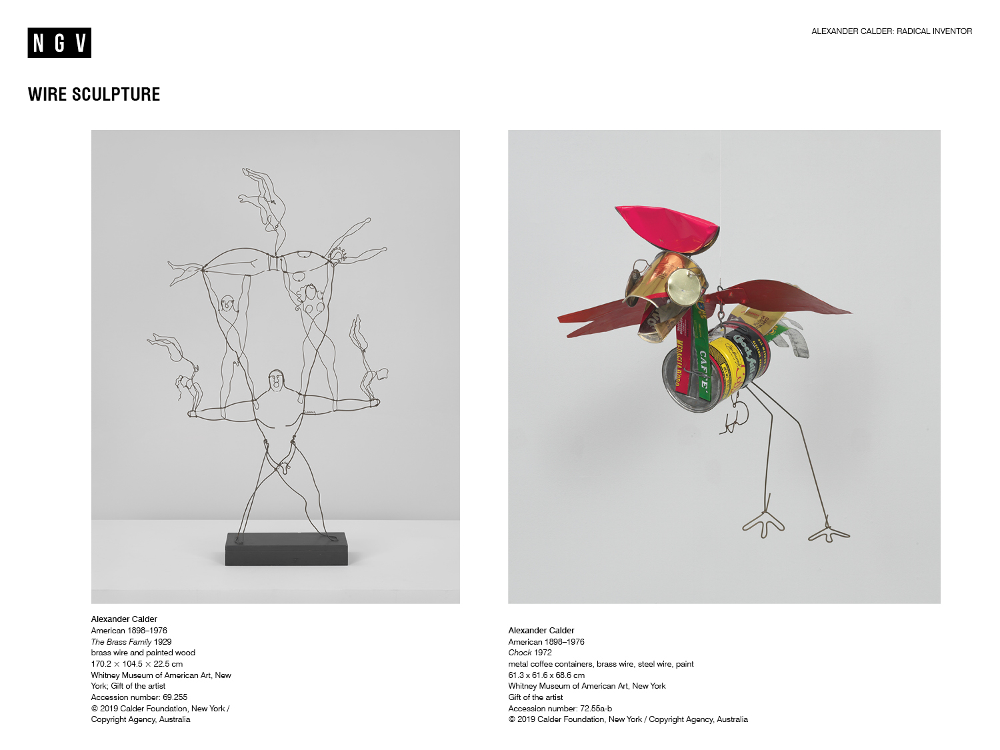 NGV
ALEXANDER CALDER: RADICAL INVENTOR
WIRE SCULPTURE
MEDAGLIA D'ORO
CAFFE'
Chock full
Alexander Calder
American 1898–1976
The Brass Family 1929
brass wire and painted wood
170.2 × 104.5 × 22.5 cm
Whitney Museum of American Art, New
York; Gift of the artist
Accession number: 69.255
© 2019 Calder Foundation, New York /
Copyright Agency, Australia
Alexander Calder
American 1898–1976
Chock 1972
metal coffee containers, brass wire, steel wire, paint
61.3 x 61.6 x 68.6 cm
Whitney Museum of American Art, New York
Gift of the artist
Accession number: 72.55a-b
© 2019 Calder Foundation, New York / Copyright Agency, Australia